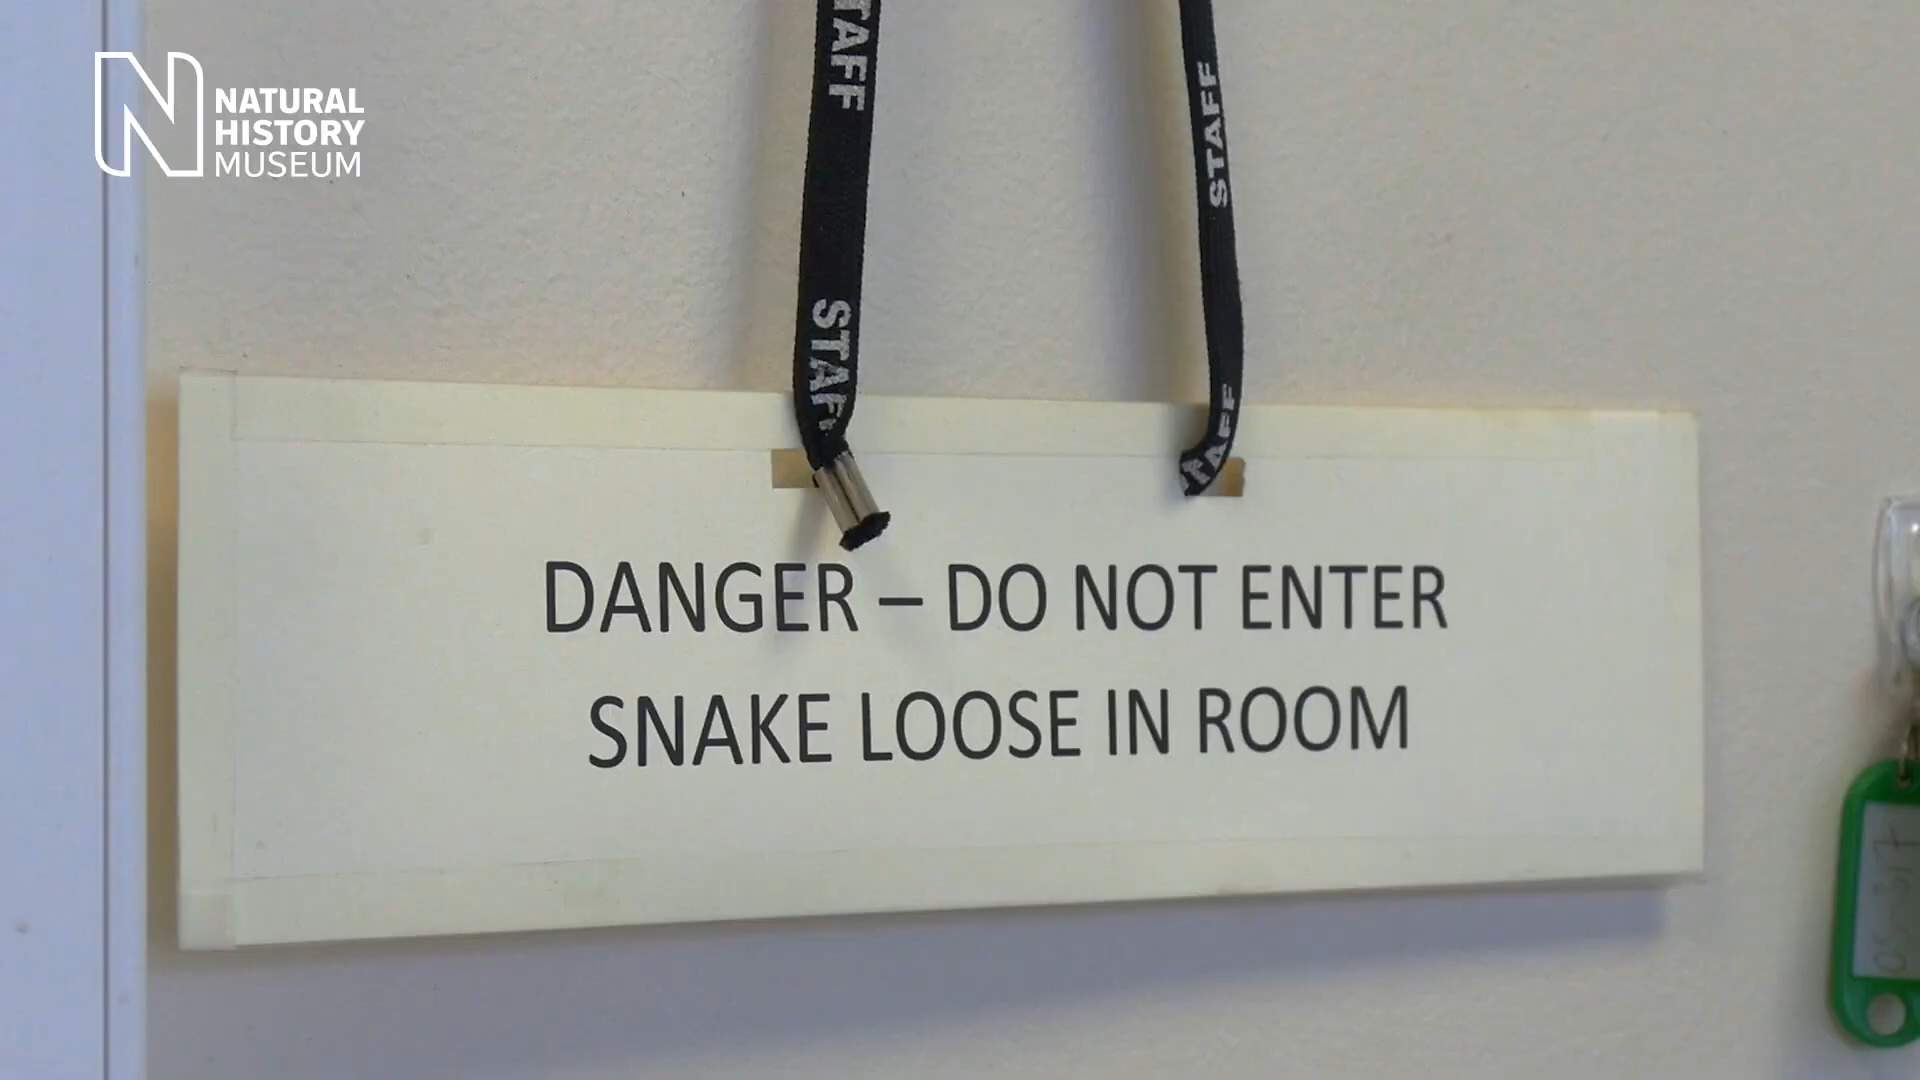 NATURAL
HISTORY
MUSEUM
STAFF
STAFF
STAFF
STAFF
DANGER – DO NOT ENTER
SNAKE LOOSE IN ROOM